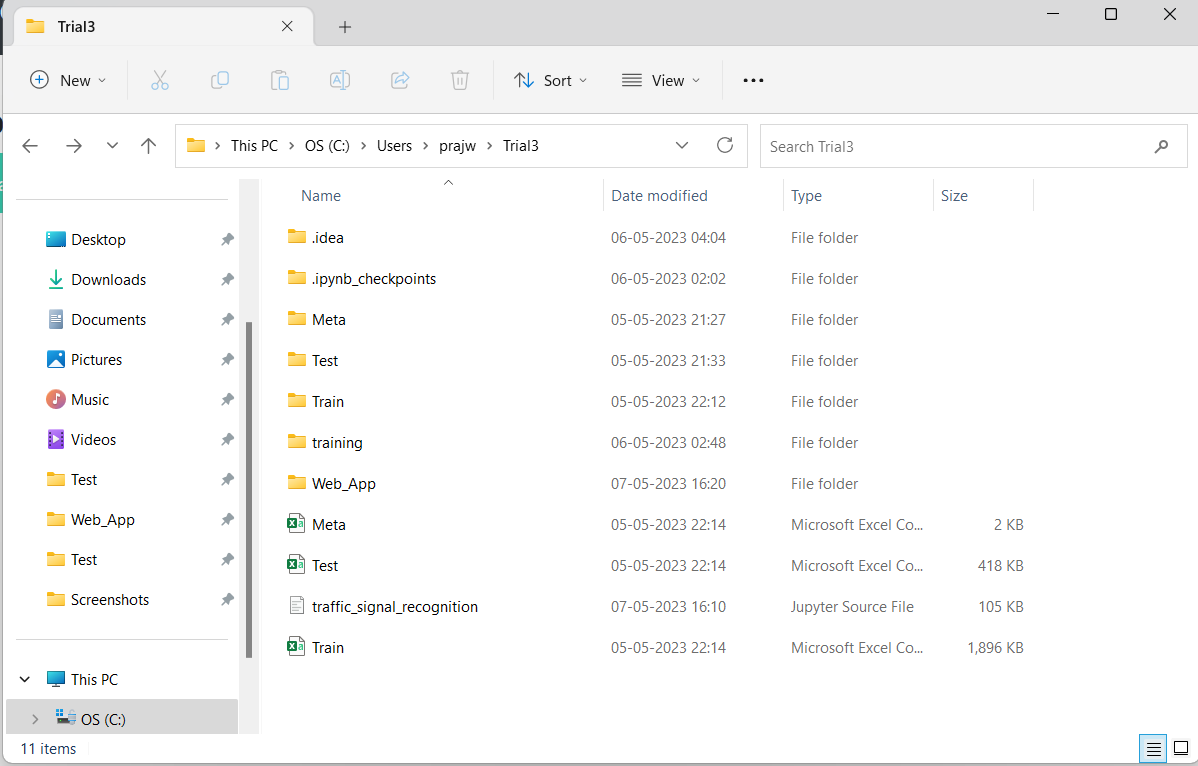 Trial3
New Sort View
This PC OS (C:) Users prajw Trial3 Search Trial3
Name Date modified Type Size
Desktop
Downloads
Documents
Pictures
Music
Videos
Test
Web_App
Test
Screenshots
This PC
OS (C:)
.idea 06-05-2023 04:04 File folder
.ipynb_checkpoints 06-05-2023 02:02 File folder
Meta 05-05-2023 21:27 File folder
Test 05-05-2023 21:33 File folder
Train 05-05-2023 22:12 File folder
training 06-05-2023 02:48 File folder
Web_App 07-05-2023 16:20 File folder
Meta 05-05-2023 22:14 Microsoft Excel Co... 2 KB
Test 05-05-2023 22:14 Microsoft Excel Co... 418 KB
traffic_signal_recognition 07-05-2023 16:10 Jupyter Source File 105 KB
Train 05-05-2023 22:14 Microsoft Excel Co... 1,896 KB
11 items